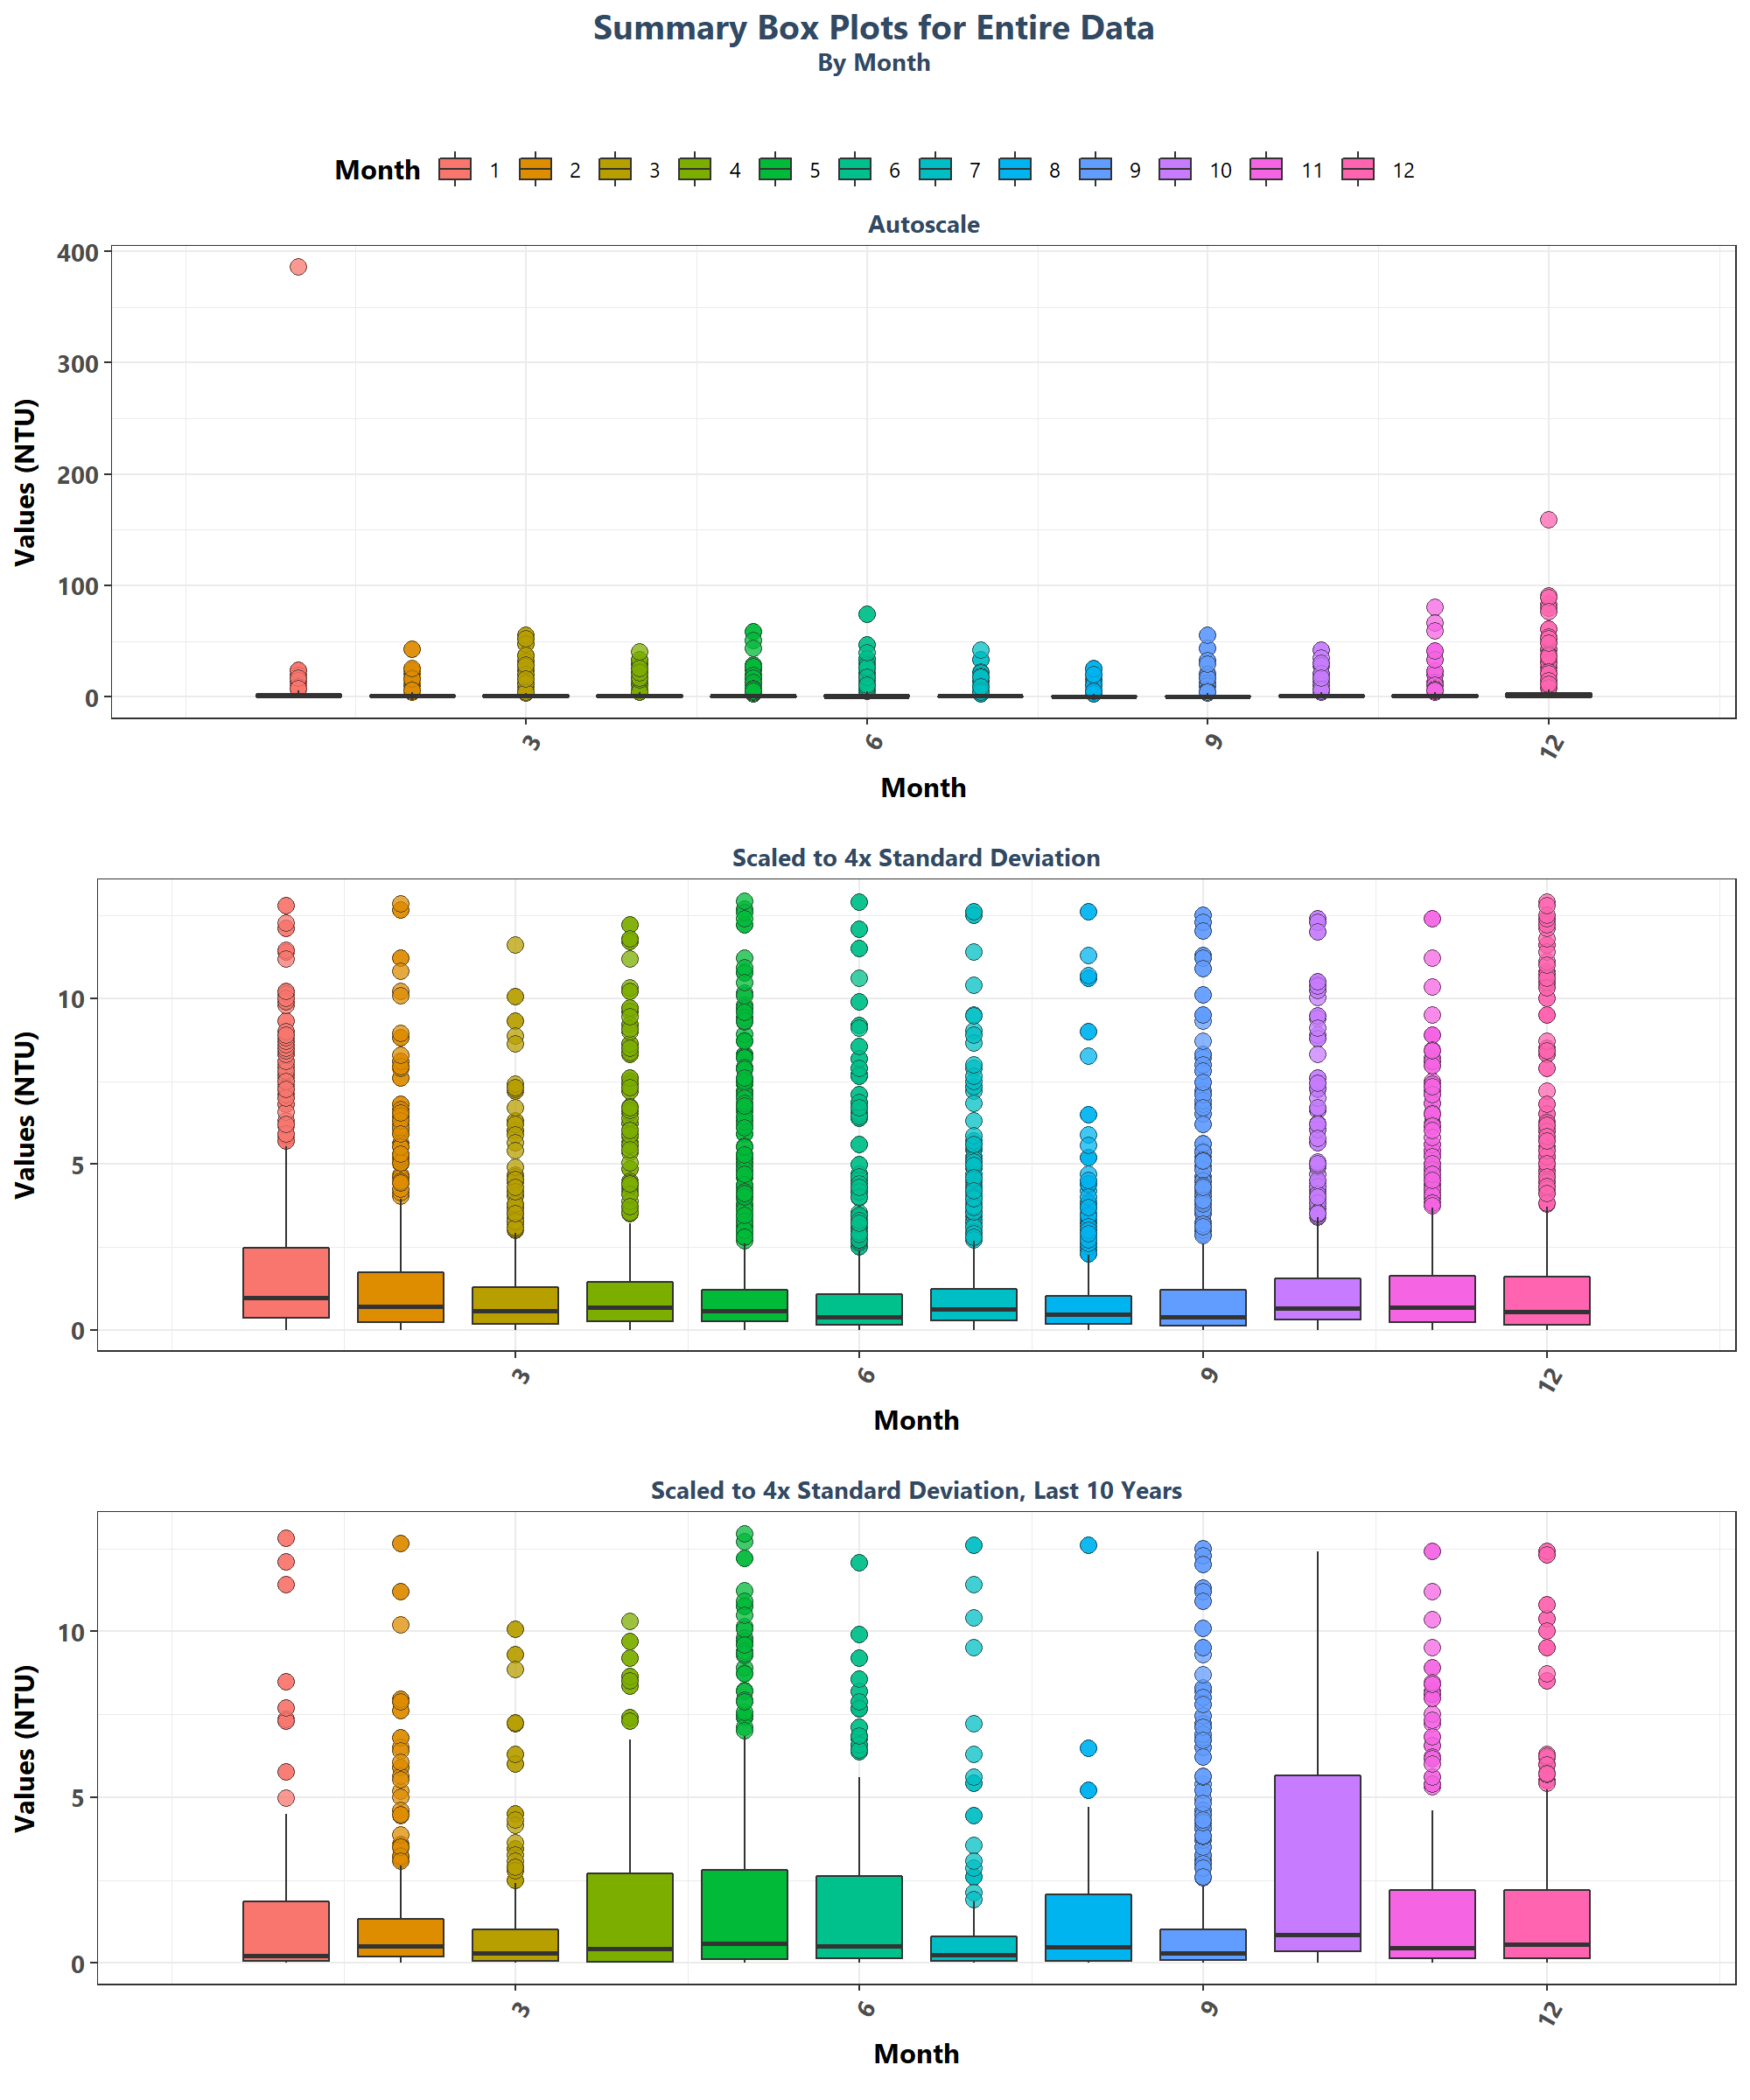 Summary Box Plots for Entire Data
By Month
Month 1 2 3 4 5 6 7 8 9 10 11 12
Autoscale
400
300
200
100
0
Values (NTU)
3 6 9 12
Month
Scaled to 4x Standard Deviation
10
5
0
Values (NTU)
3 6 9 12
Month
Scaled to 4x Standard Deviation, Last 10 Years
10
5
0
Values (NTU)
3 6 9 12
Month